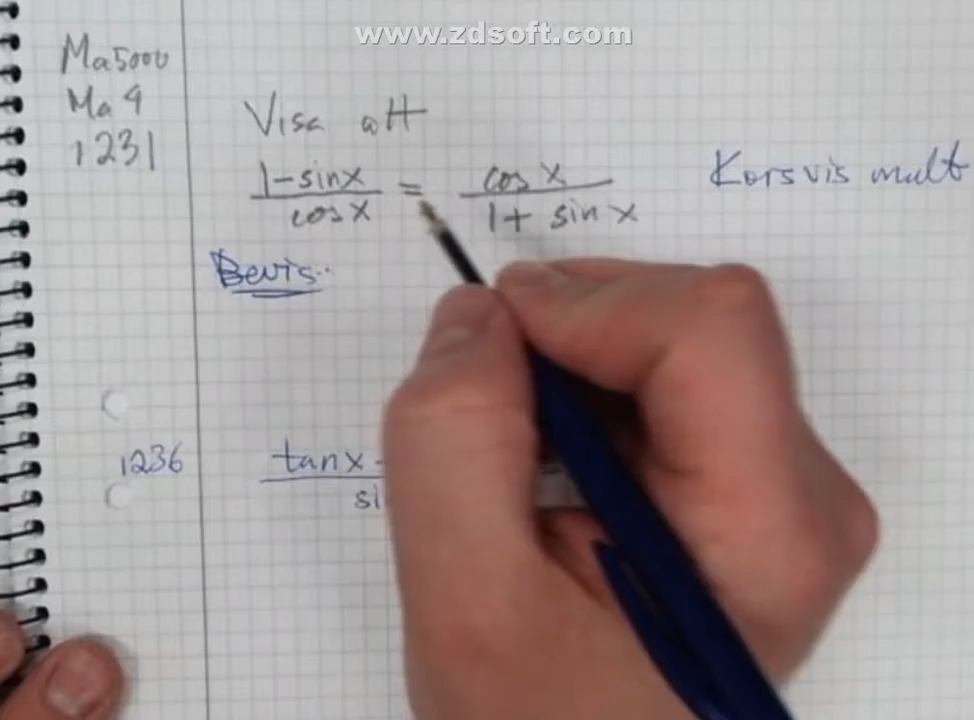 www.zdsoft.com
Ma5000
Ma 4
1231
Visa att
1-sinx / cosx = cosx / 1+ sinx
Korsvis mult
Bevis:
1236
tanx - / si